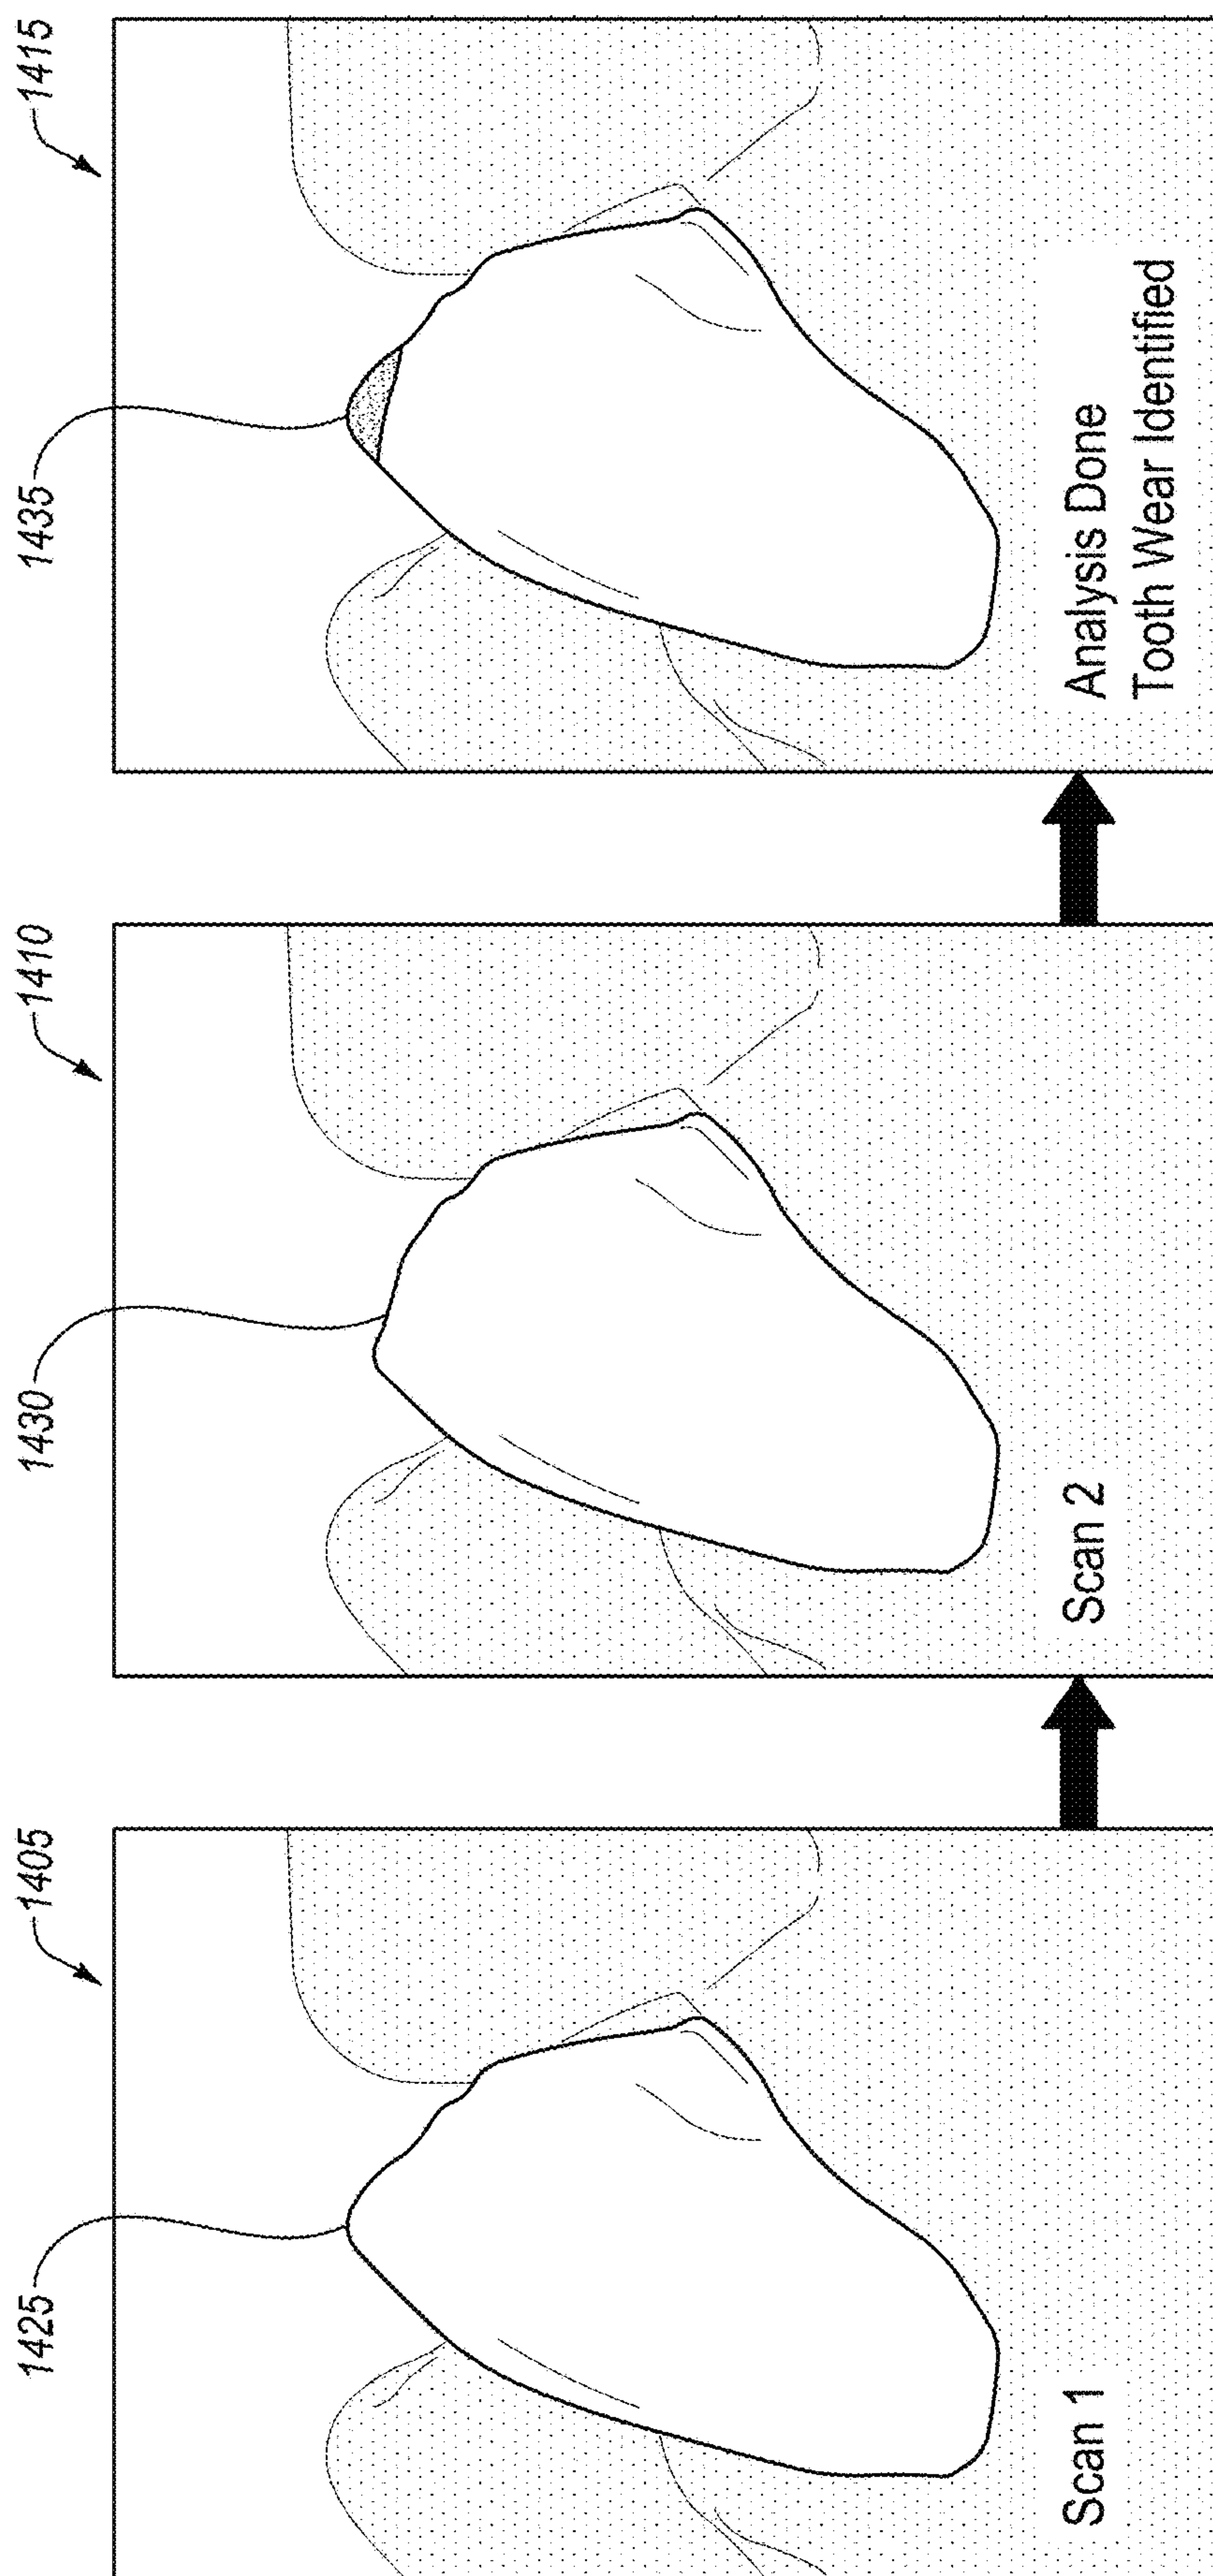 1405
1410
1415
1425
1430
1435
Scan 1
Scan 2
Analysis Done
Tooth Wear Identified